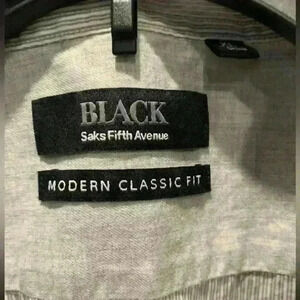 BLACK
Saks Fifth Avenue
MODERN CLASSIC FIT